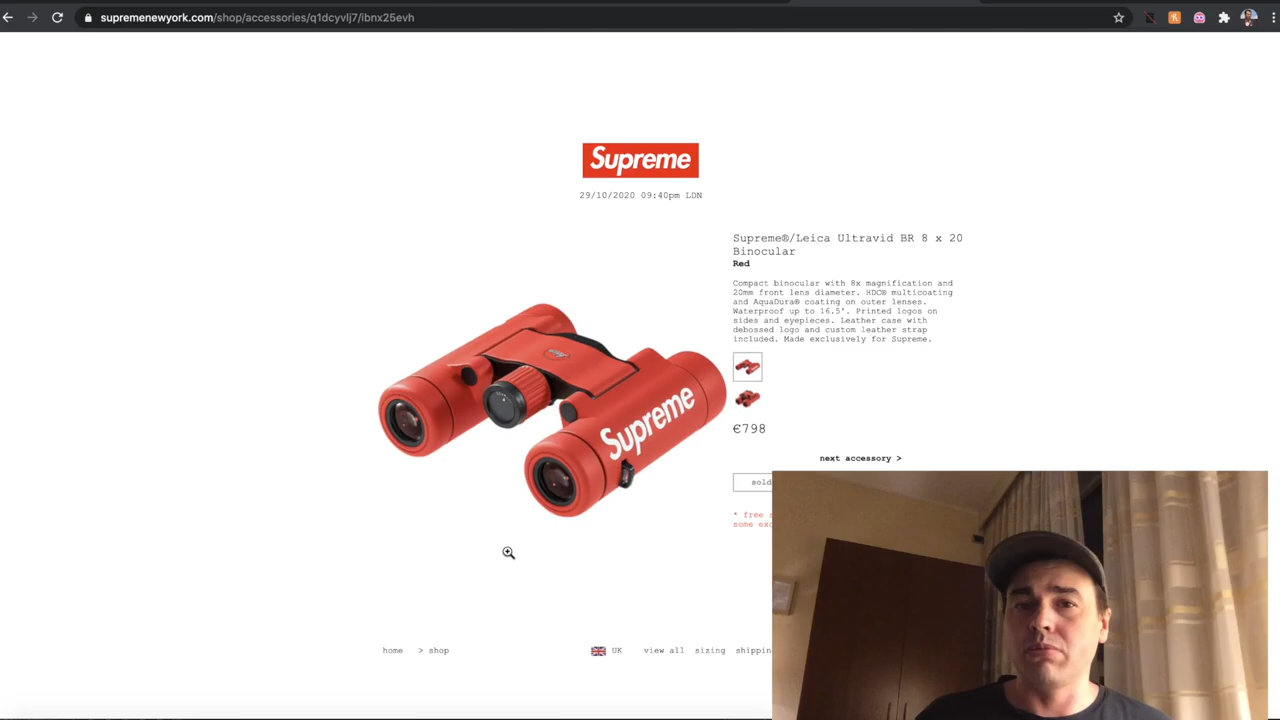 supremenewyork.com/shop/accessories/q1dcyvlj7/ibnx25evh
Supreme
29/10/2020 09:40pm LDN
Supreme®/Leica Ultravid BR 8 x 20
Binocular
Red
Compact binocular with 8x magnification and
20mm front lens diameter. HDC® multicoating
and AquaDura® coating on outer lenses.
Waterproof up to 16.5'. Printed logos on
sides and eyepieces. Leather case with
debossed logo and custom leather strap
included. Made exclusively for Supreme.
Supreme
€798
next accessory >
sold
* free
some
home > shop
UK view all sizing